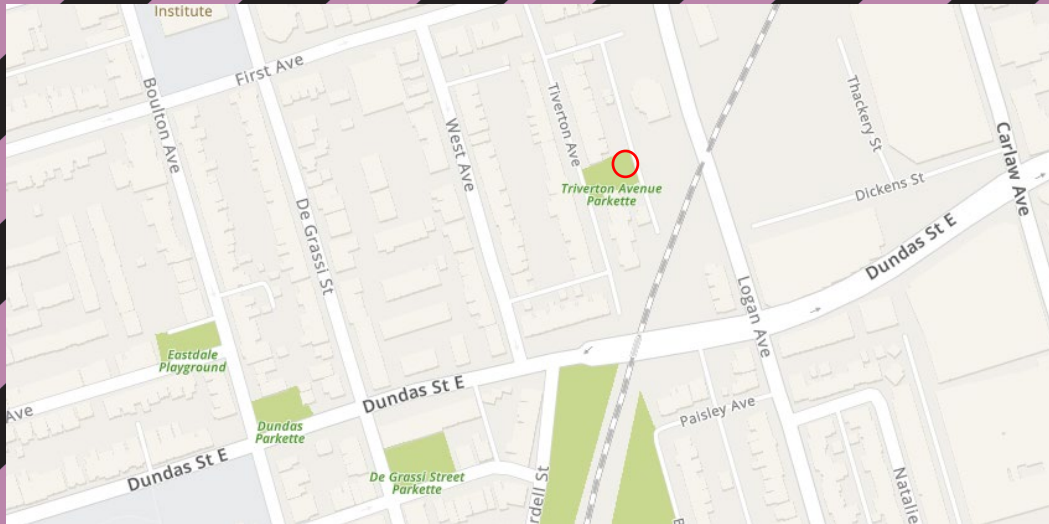 Institute
First Ave
Boulton Ave
De Grassi St
West Ave
Tiverton Ave
Triverton Avenue
Parkette
Thackery St
Carlaw Ave
Dickens St
Dundas St E
Logan Ave
Eastdale
Playground
Ave
Dundas St E
Dundas
Parkette
Dundas St E
De Grassi Street
Parkette
Paisley Ave
rdell St
Natalie